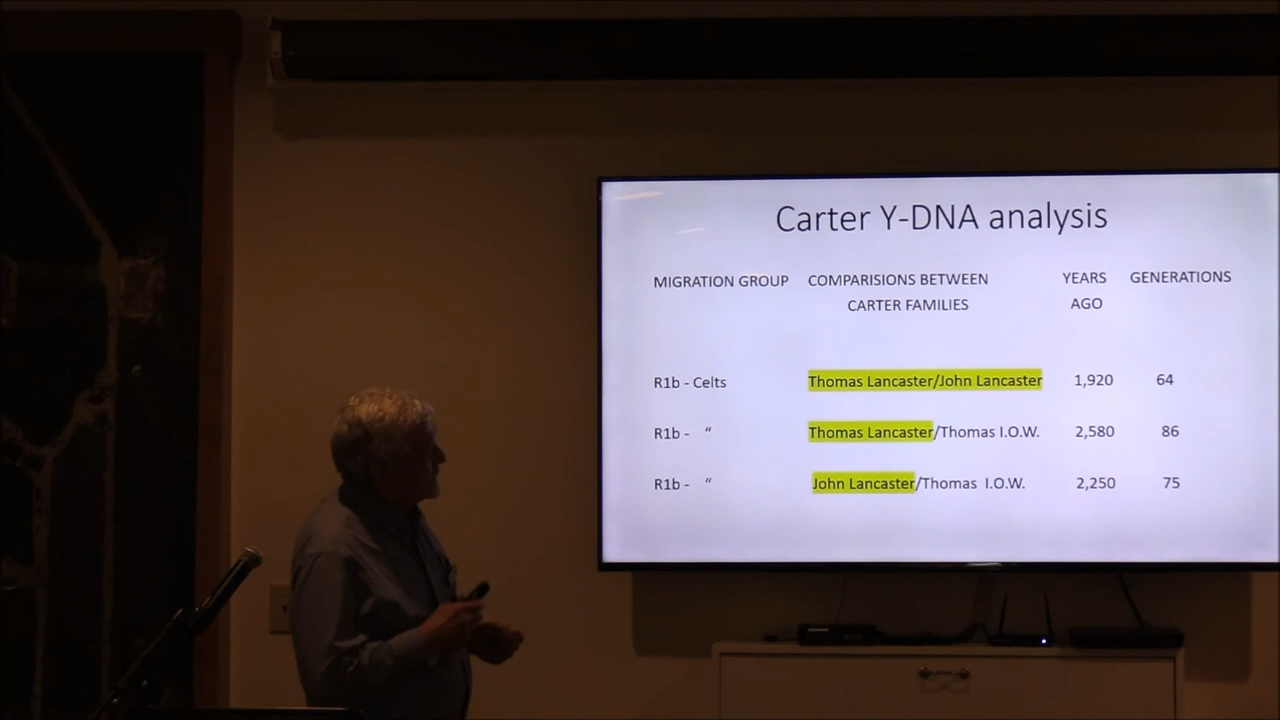 Carter Y-DNA analysis
MIGRATION GROUP COMPARISIONS BETWEEN CARTER FAMILIES YEARS AGO GENERATIONS
R1b - Celts Thomas Lancaster/John Lancaster 1,920 64
R1b - “ Thomas Lancaster/Thomas I.O.W. 2,580 86
R1b - “ John Lancaster/Thomas I.O.W. 2,250 75